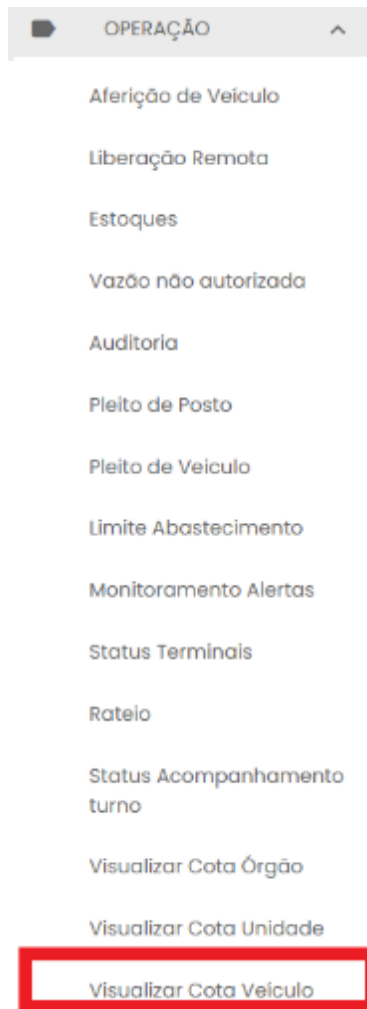 OPERAÇÃO
Aferição de Veículo
Liberação Remota
Estoques
Vazão não autorizada
Auditoria
Pleito de Posto
Pleito de Veiculo
Limite Abastecimento
Monitoramento Alertas
Status Terminais
Rateio
Status Acompanhamento
turno
Visualizar Cota Órgão
Visualizar Cota Unidade
Visualizar Cota Veículo